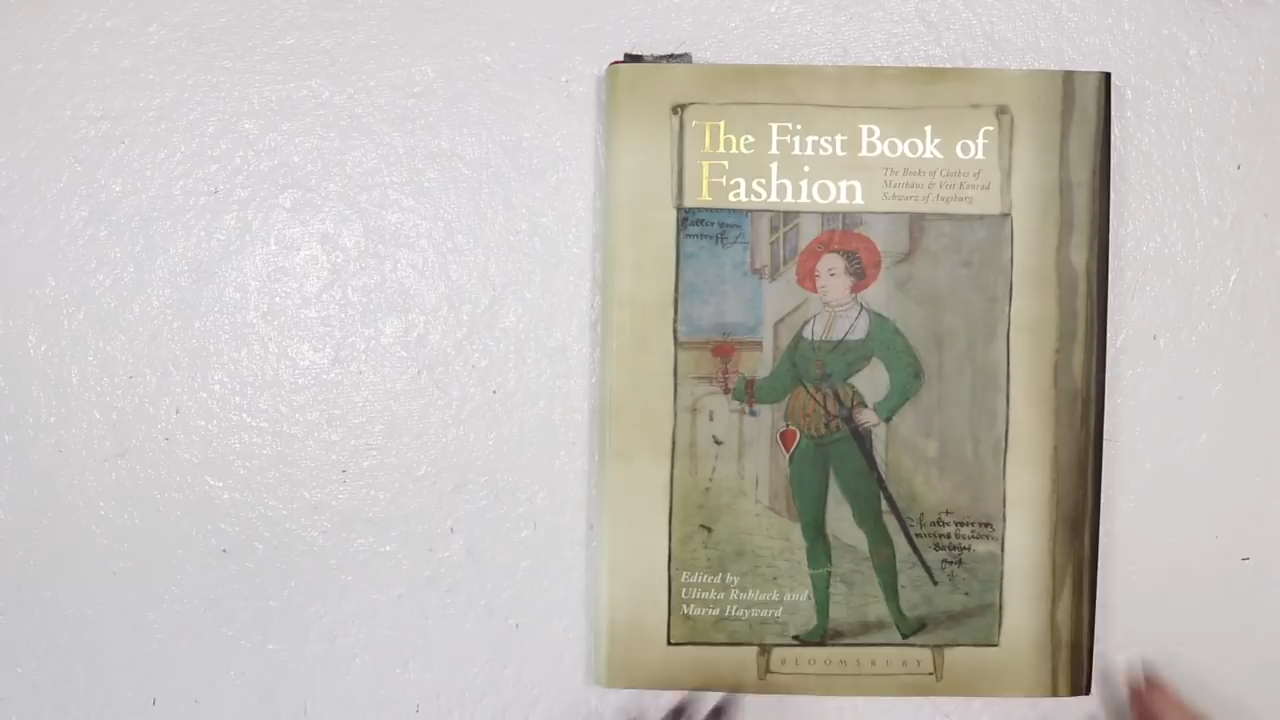 The First Book of
Fashion
The Books of Clothes of
Matthäus & Veit Konrad
Schwarz of Augsburg
Edited by
Ulinka Rublack and
Maria Hayward
BLOOMSBURY